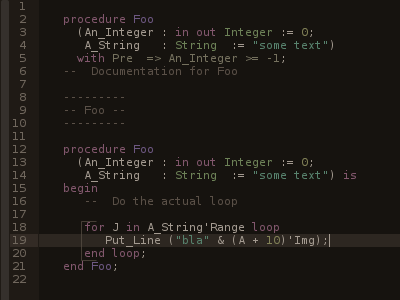 1
2 procedure Foo
3 (An_Integer : in out Integer := 0;
4 A_String : String := "some text")
5 with Pre => An_Integer >= -1;
6 -- Documentation for Foo
7
8 ---------
9 -- Foo --
10 ---------
11
12 procedure Foo
13 (An_Integer : in out Integer := 0;
14 A_String : String := "some text") is
15 begin
16 -- Do the actual loop
17
18 for J in A_String'Range loop
19 Put_Line ("bla" & (A + 10)'Img);
20 end loop;
21 end Foo;
22